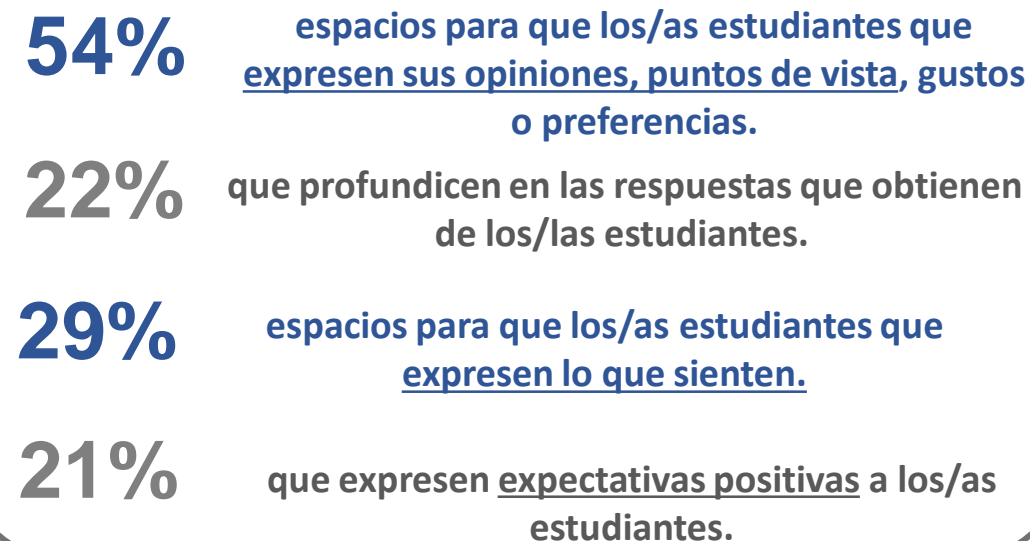 54%
espacios para que los/as estudiantes que
expresen sus opiniones, puntos de vista, gustos
o preferencias.
22%
que profundicen en las respuestas que obtienen
de los/las estudiantes.
29%
espacios para que los/as estudiantes que
expresen lo que sienten.
21%
que expresen expectativas positivas a los/as
estudiantes.